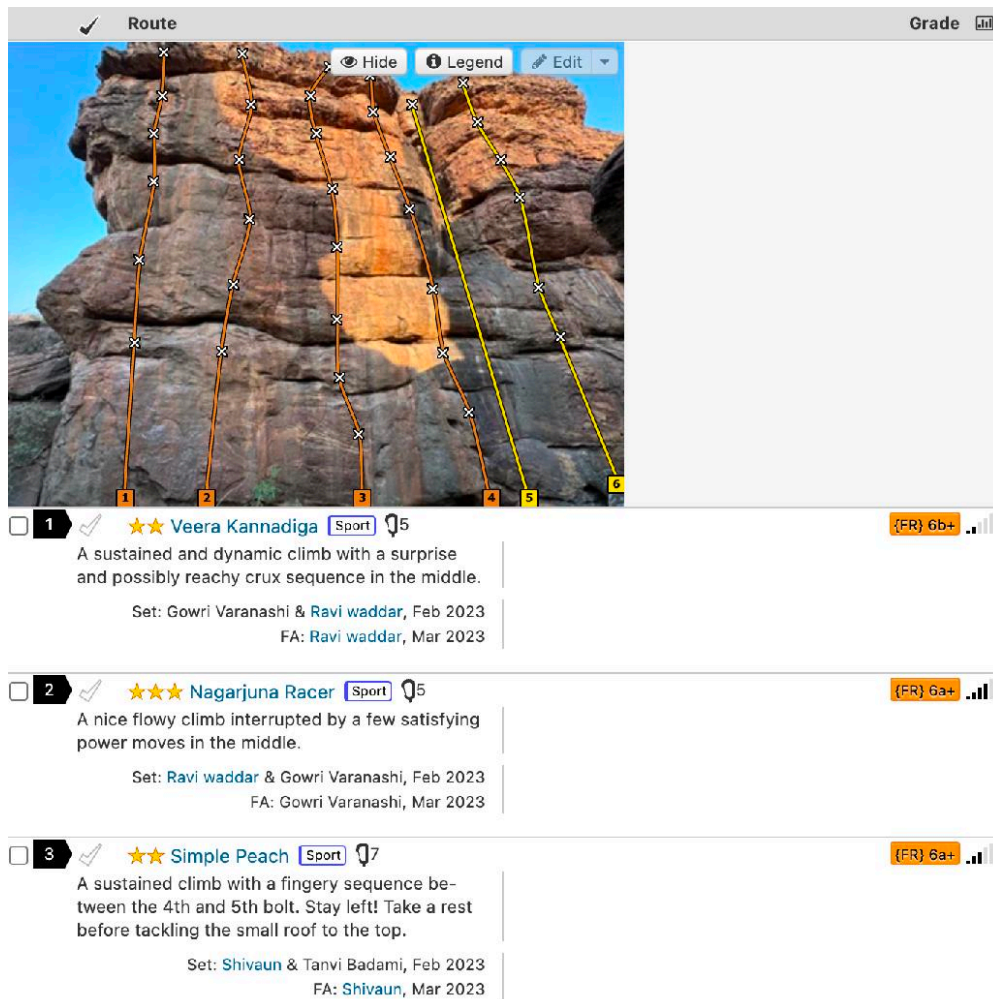 Route Grade
Hide Legend Edit
1 2 3 4 5 6
1 Veera Kannadiga Sport 5 {FR} 6b+
A sustained and dynamic climb with a surprise
and possibly reachy crux sequence in the middle.
Set: Gowri Varanashi & Ravi waddar, Feb 2023
FA: Ravi waddar, Mar 2023
2 Nagarjuna Racer Sport 5 {FR} 6a+
A nice flowy climb interrupted by a few satisfying
power moves in the middle.
Set: Ravi waddar & Gowri Varanashi, Feb 2023
FA: Gowri Varanashi, Mar 2023
3 Simple Peach Sport 7 {FR} 6a+
A sustained climb with a fingery sequence be-
tween the 4th and 5th bolt. Stay left! Take a rest
before tackling the small roof to the top.
Set: Shivaun & Tanvi Badami, Feb 2023
FA: Shivaun, Mar 2023